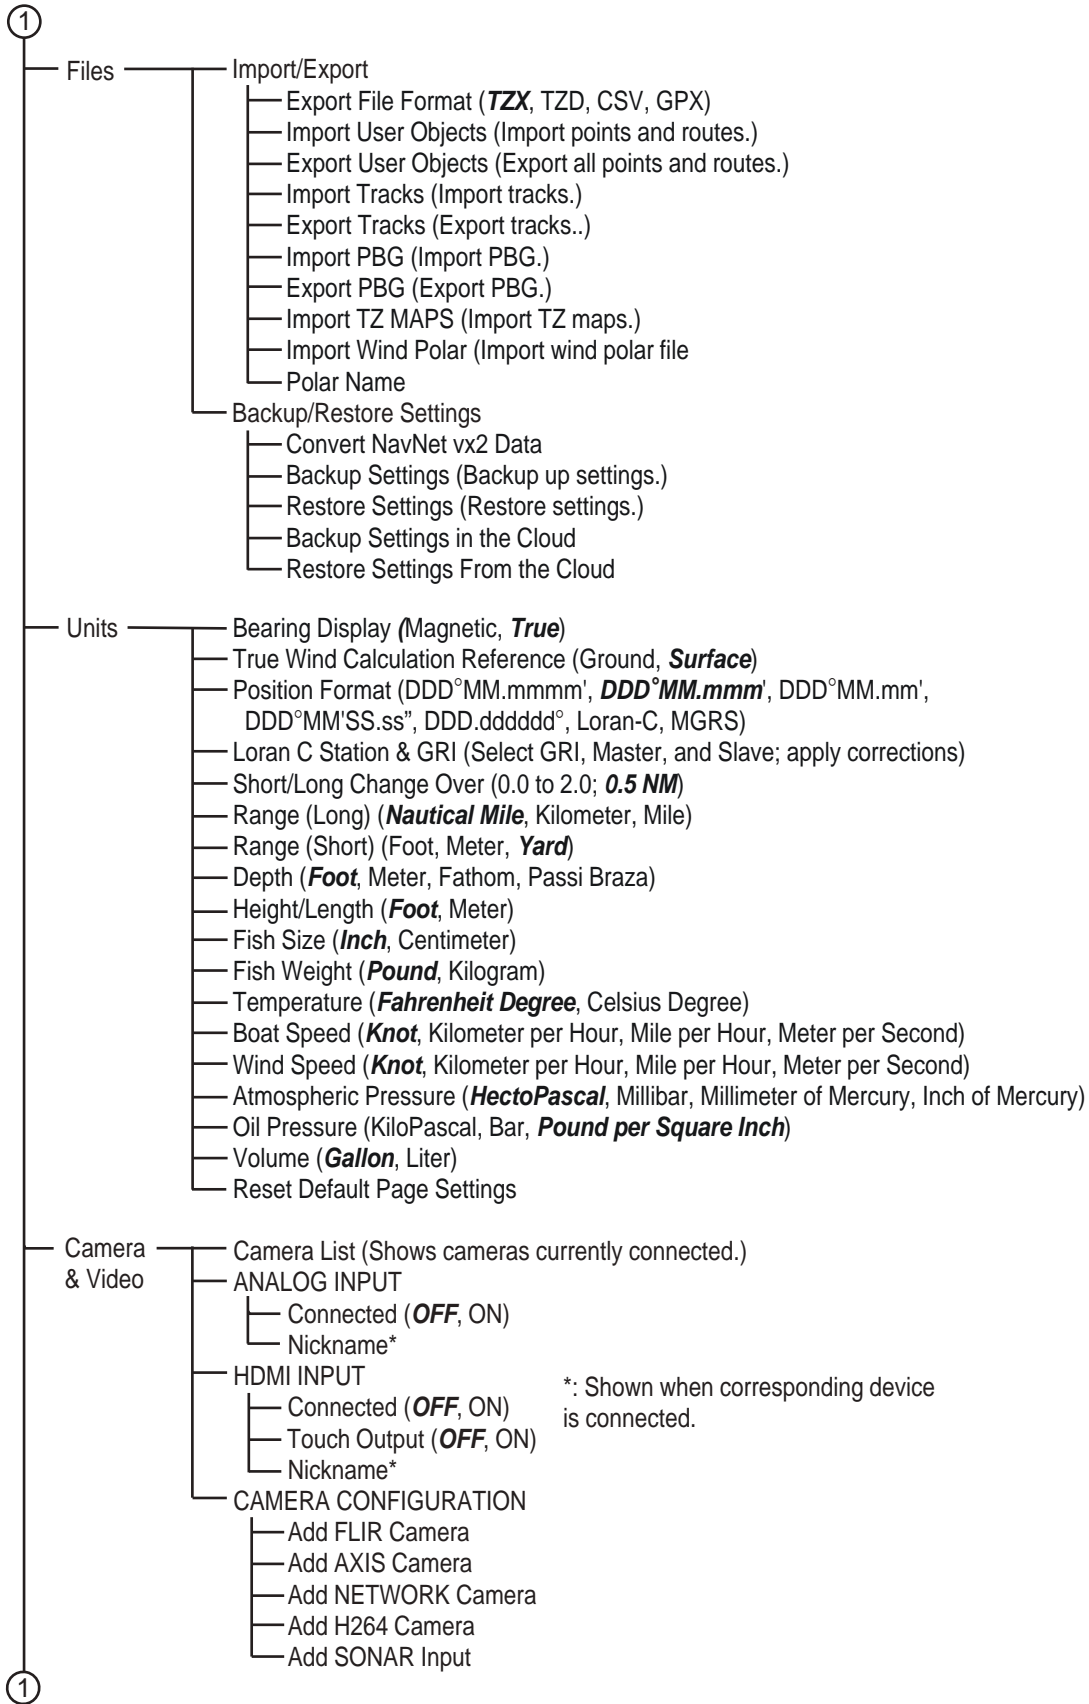 1
Files
Import/Export
Export File Format (TZX, TZD, CSV, GPX)
Import User Objects (Import points and routes.)
Export User Objects (Export all points and routes.)
Import Tracks (Import tracks.)
Export Tracks (Export tracks..)
Import PBG (Import PBG.)
Export PBG (Export PBG.)
Import TZ MAPS (Import TZ maps.)
Import Wind Polar (Import wind polar file
Polar Name
Backup/Restore Settings
Convert NavNet vx2 Data
Backup Settings (Backup up settings.)
Restore Settings (Restore settings.)
Backup Settings in the Cloud
Restore Settings From the Cloud
Units
Bearing Display (Magnetic, True)
True Wind Calculation Reference (Ground, Surface)
Position Format (DDD°MM.mmmm', DDD°MM.mmm', DDD°MM.mm',
DDD°MM'SS.ss”, DDD.dddddd°, Loran-C, MGRS)
Loran C Station & GRI (Select GRI, Master, and Slave; apply corrections)
Short/Long Change Over (0.0 to 2.0; 0.5 NM)
Range (Long) (Nautical Mile, Kilometer, Mile)
Range (Short) (Foot, Meter, Yard)
Depth (Foot, Meter, Fathom, Passi Braza)
Height/Length (Foot, Meter)
Fish Size (Inch, Centimeter)
Fish Weight (Pound, Kilogram)
Temperature (Fahrenheit Degree, Celsius Degree)
Boat Speed (Knot, Kilometer per Hour, Mile per Hour, Meter per Second)
Wind Speed (Knot, Kilometer per Hour, Mile per Hour, Meter per Second)
Atmospheric Pressure (HectoPascal, Millibar, Millimeter of Mercury, Inch of Mercury)
Oil Pressure (KiloPascal, Bar, Pound per Square Inch)
Volume (Gallon, Liter)
Reset Default Page Settings
Camera
& Video
Camera List (Shows cameras currently connected.)
ANALOG INPUT
Connected (OFF, ON)
Nickname*
HDMI INPUT
Connected (OFF, ON)
Touch Output (OFF, ON)
Nickname*
*: Shown when corresponding device
is connected.
CAMERA CONFIGURATION
Add FLIR Camera
Add AXIS Camera
Add NETWORK Camera
Add H264 Camera
Add SONAR Input
1